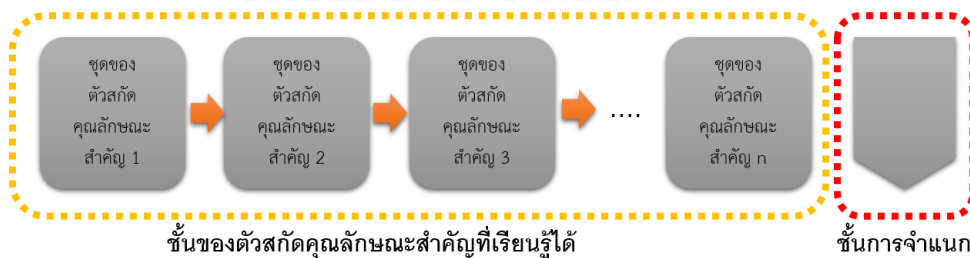 ชุดของ
ตัวสกัด
คุณลักษณะ
สำคัญ 1
ชุดของ
ตัวสกัด
คุณลักษณะ
สำคัญ 2
ชุดของ
ตัวสกัด
คุณลักษณะ
สำคัญ 3
....
ชุดของ
ตัวสกัด
คุณลักษณะ
สำคัญ n
ชั้นของตัวสกัดคุณลักษณะสำคัญที่เรียนรู้ได้
ชั้นการจำแนก